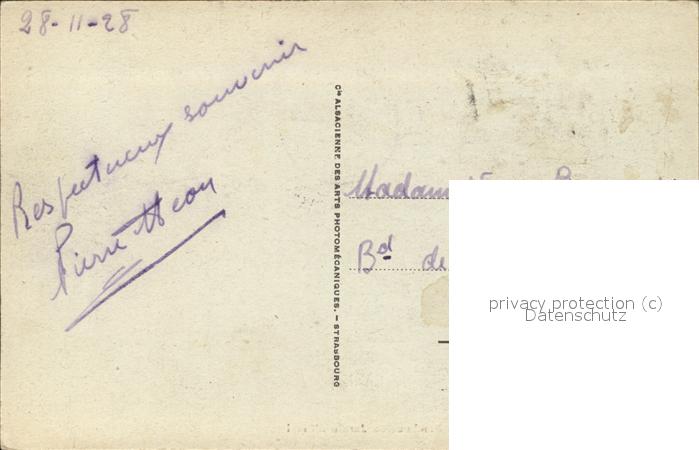 28-11-28
Respectueux souvenir
Pierre
Cie ALSACIENNE DES ARTS PHOTOMÉCANIQUES. — STRASBOURG
Madame
Bd de
privacy protection (c)
Datenschutz